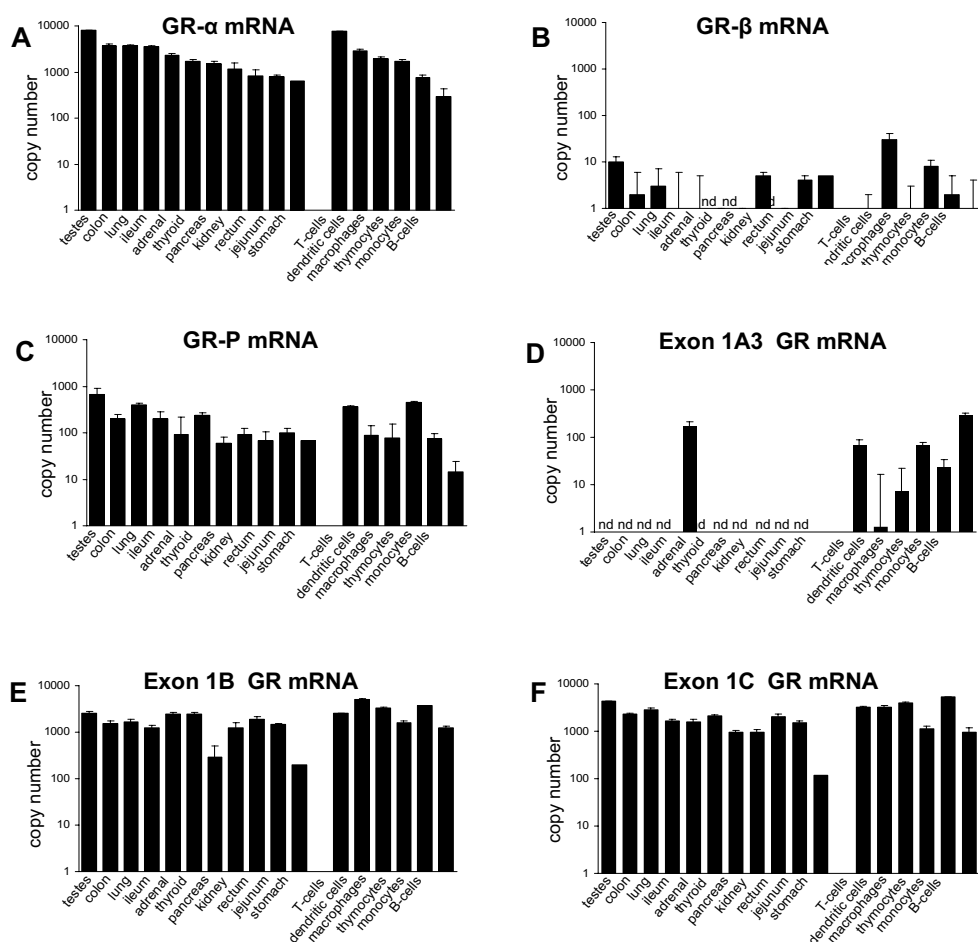 A
GR-α mRNA
copy number
10000
1000
100
10
1
testes
colon
lung
ileum
adrenal
thyroid
pancreas
kidney
rectum
jejunum
stomach
T-cells
dendritic cells
macrophages
thymocytes
monocytes
B-cells
B
GR-β mRNA
copy number
10000
1000
100
10
1
nd nd d
testes
colon
lung
ileum
adrenal
thyroid
pancreas
kidney
rectum
jejunum
stomach
T-cells
ndritic cells
acrophages
thymocytes
monocytes
B-cells
C
GR-P mRNA
copy number
10000
1000
100
10
1
testes
colon
lung
ileum
adrenal
thyroid
pancreas
kidney
rectum
jejunum
stomach
T-cells
dendritic cells
macrophages
thymocytes
monocytes
B-cells
D
Exon 1A3 GR mRNA
copy number
10000
1000
100
10
1
nd nd nd nd d nd nd nd nd nd
testes
colon
lung
ileum
adrenal
thyroid
pancreas
kidney
rectum
jejunum
stomach
T-cells
dendritic cells
macrophages
thymocytes
monocytes
B-cells
E
Exon 1B GR mRNA
copy number
10000
1000
100
10
1
testes
colon
lung
ileum
adrenal
thyroid
pancreas
kidney
rectum
jejunum
stomach
T-cells
dendritic cells
macrophages
thymocytes
monocytes
B-cells
F
Exon 1C GR mRNA
copy number
10000
1000
100
10
1
testes
colon
lung
ileum
adrenal
thyroid
pancreas
kidney
rectum
jejunum
stomach
T-cells
dendritic cells
macrophages
thymocytes
monocytes
B-cells